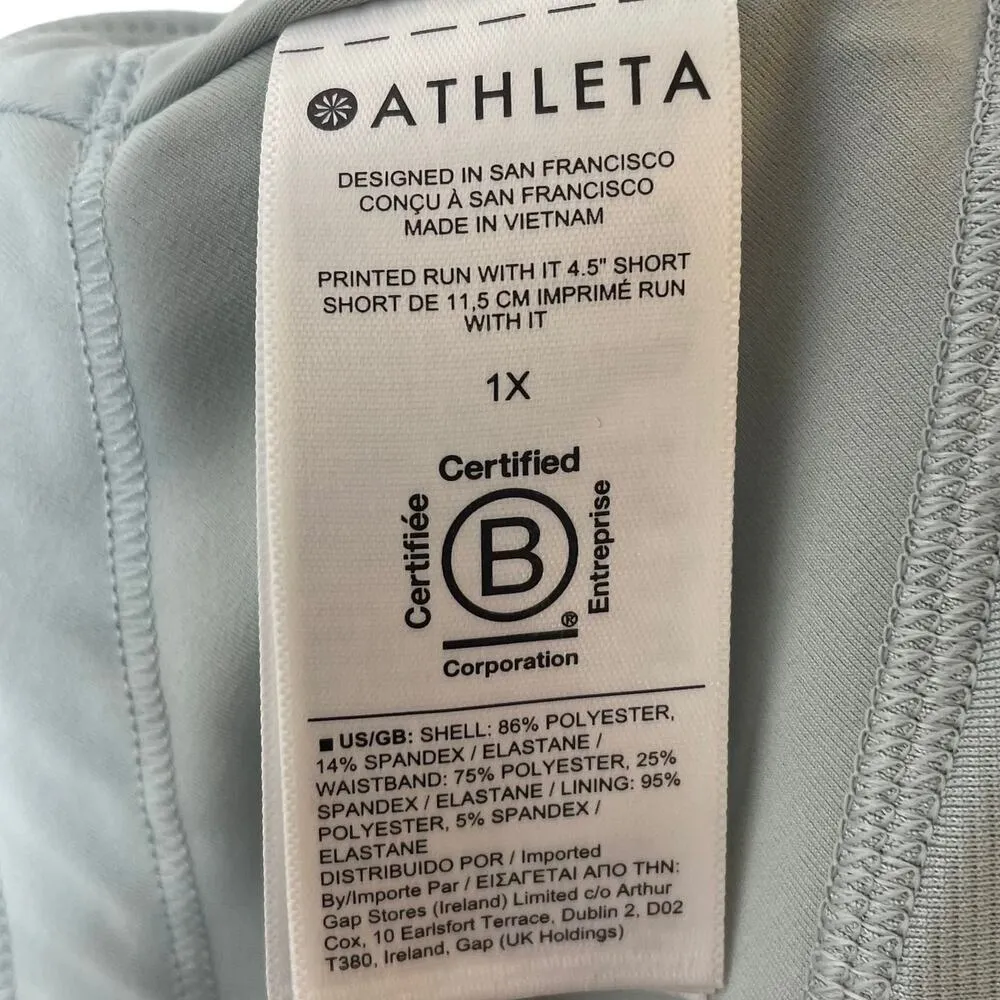 ATHLETA
DESIGNED IN SAN FRANCISCO
CONÇU À SAN FRANCISCO
MADE IN VIETNAM
PRINTED RUN WITH IT 4.5" SHORT
SHORT DE 11,5 CM IMPRIMÉ RUN
WITH IT
1X
Certified
Certifiée
B
Entreprise
®
Corporation
■ US/GB: SHELL: 86% POLYESTER,
14% SPANDEX / ELASTANE /
WAISTBAND: 75% POLYESTER, 25%
SPANDEX / ELASTANE / LINING: 95%
POLYESTER, 5% SPANDEX /
ELASTANE
DISTRIBUIDO POR / Imported
By/Importe Par / ΕΙΣΑΓΕΤΑΙ ΑΠΟ ΤΗΝ:
Gap Stores (Ireland) Limited c/o Arthur
Cox, 10 Earlsfort Terrace, Dublin 2, D02
T380, Ireland, Gap (UK Holdings)